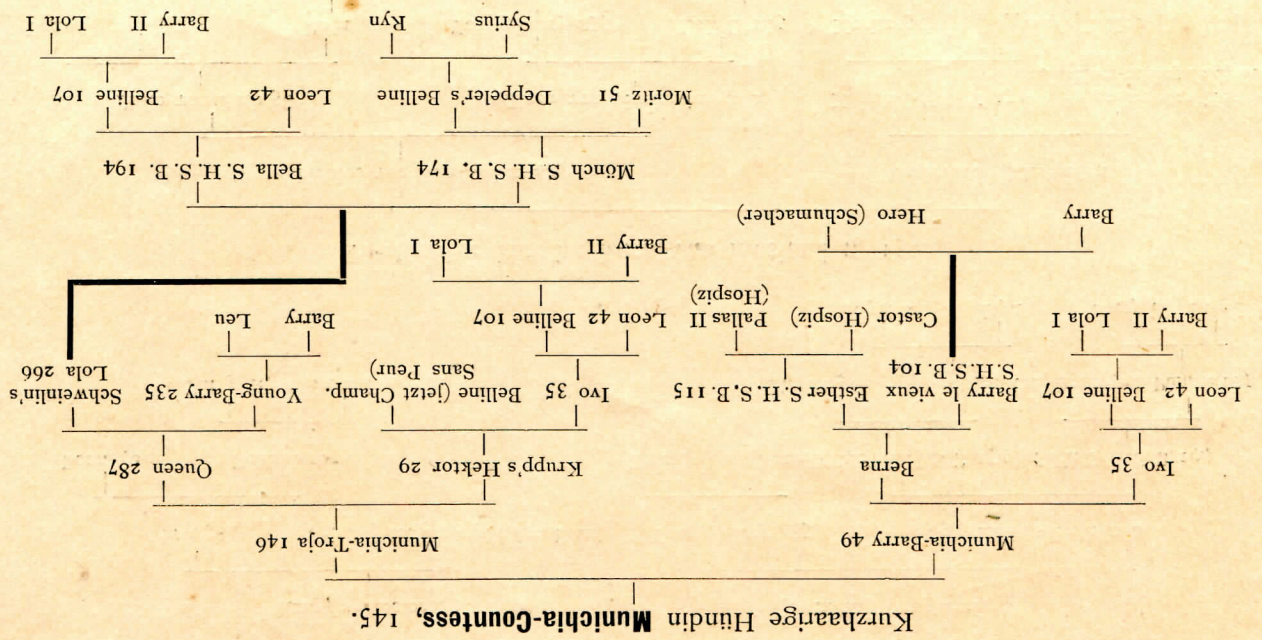 Kurzhaarige Hündin Munichia-Countess, 145.
Munichia-Barry 49 Munichia-Troja 146
Ivo 35 Berna Krupp's Hektor 29 Queen 287
Leon 42 Belline 107 Barry le vieux Esther S.H.S.B. 115 Ivo 35 Belline (jetzt Champ. Young-Barry 235 Schweinlin's
S.H.S.B. 104 Sans Peur) Lola 266
Barry II Lola I Castor (Hospiz) Pallas II Leon 42 Belline 107 Barry Leu
(Hospiz)
Barry II Lola I
Barry Hero (Schumacher)
Mönch S H. S. B. 174 Bella S. H. S. B. 194
Moritz 51 Deppeler's Belline Leon 42 Belline 107
Syrius Ryn Barry II Lola I